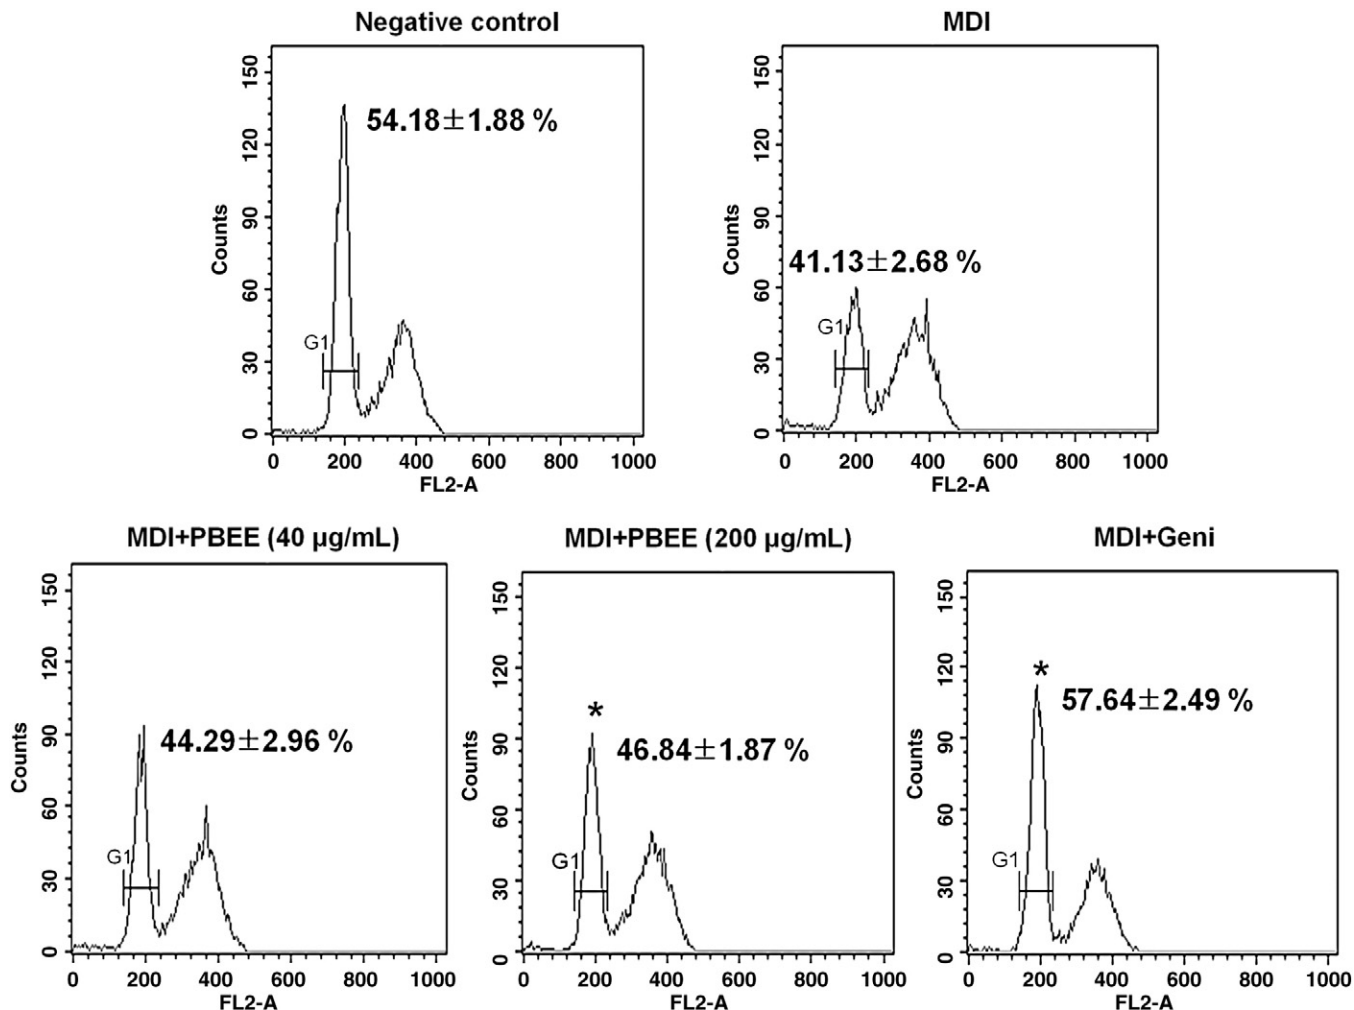 Negative control
150
120
90
60
30
0
Counts
54.18±1.88 %
G1
0 200 400 600 800 1000
FL2-A
MDI
150
120
90
60
30
0
Counts
41.13±2.68 %
G1
0 200 400 600 800 1000
FL2-A
MDI+PBEE (40 μg/mL)
150
120
90
60
30
0
Counts
44.29±2.96 %
G1
0 200 400 600 800 1000
FL2-A
MDI+PBEE (200 μg/mL)
150
120
90
60
30
0
Counts
*
46.84±1.87 %
G1
0 200 400 600 800 1000
FL2-A
MDI+Geni
150
120
90
60
30
0
Counts
*
57.64±2.49 %
G1
0 200 400 600 800 1000
FL2-A